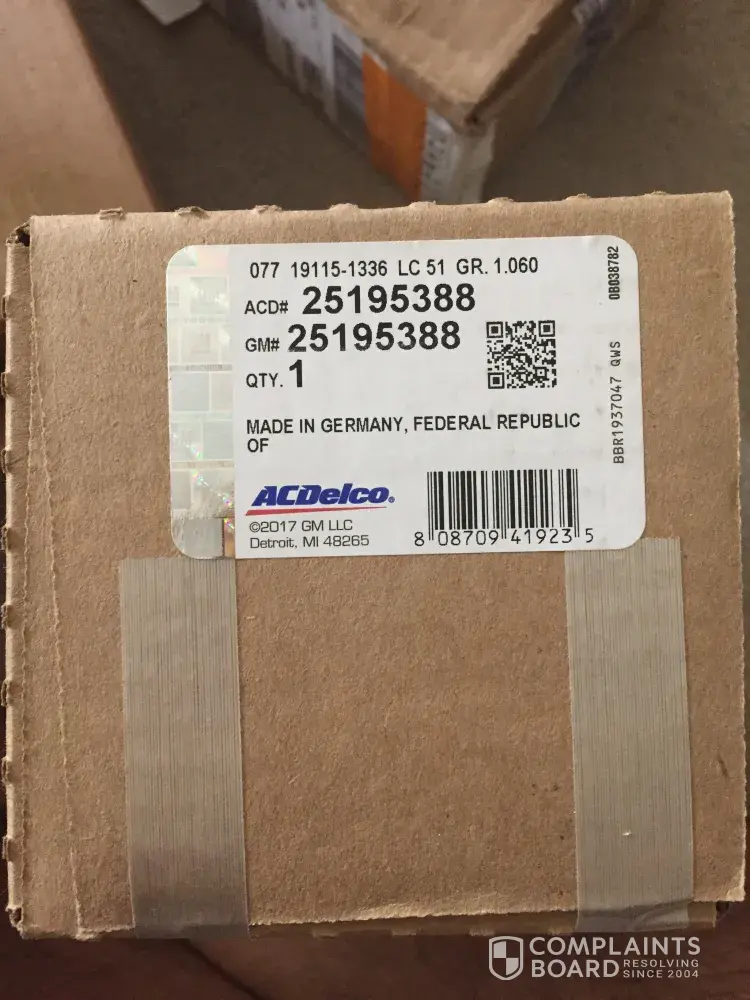 077 19115-1336 LC 51 GR. 1.060
ACD# 25195388
GM# 25195388
QTY. 1
MADE IN GERMANY, FEDERAL REPUBLIC
OF
ACDelco.
©2017 GM LLC
Detroit, MI 48265
8 08709 41923 5
0B038782
BBR1937047 QWS
COMPLAINTS
BOARD RESOLVING
SINCE 2004